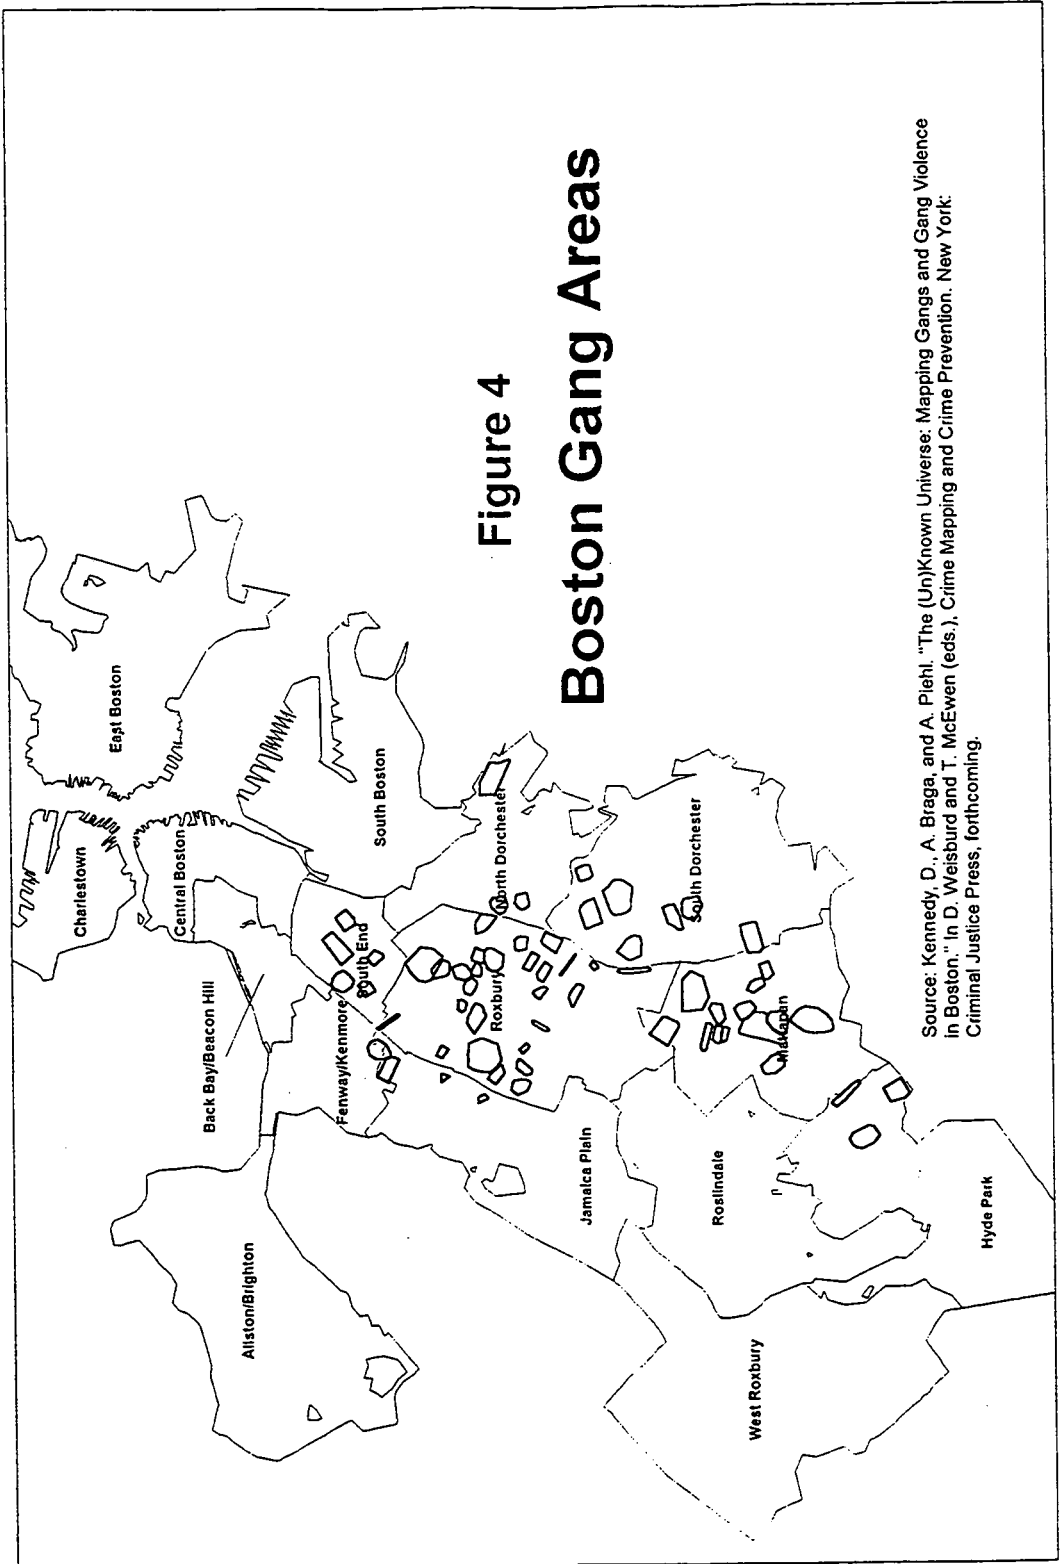 Figure 4
Boston Gang Areas
East Boston
Charlestown
Central Boston
South Boston
Back Bay/Beacon Hill
South End
Fenway/Kenmore
Allston/Brighton
North Dorchester
Roxbury
South Dorchester
Jamaica Plain
Mattapan
Roslindale
West Roxbury
Hyde Park
Source: Kennedy, D., A. Braga, and A. Piehl. "The (Un)Known Universe: Mapping Gangs and Gang Violence
in Boston." In D. Weisburd and T. McEwen (eds.), Crime Mapping and Crime Prevention. New York:
Criminal Justice Press, forthcoming.